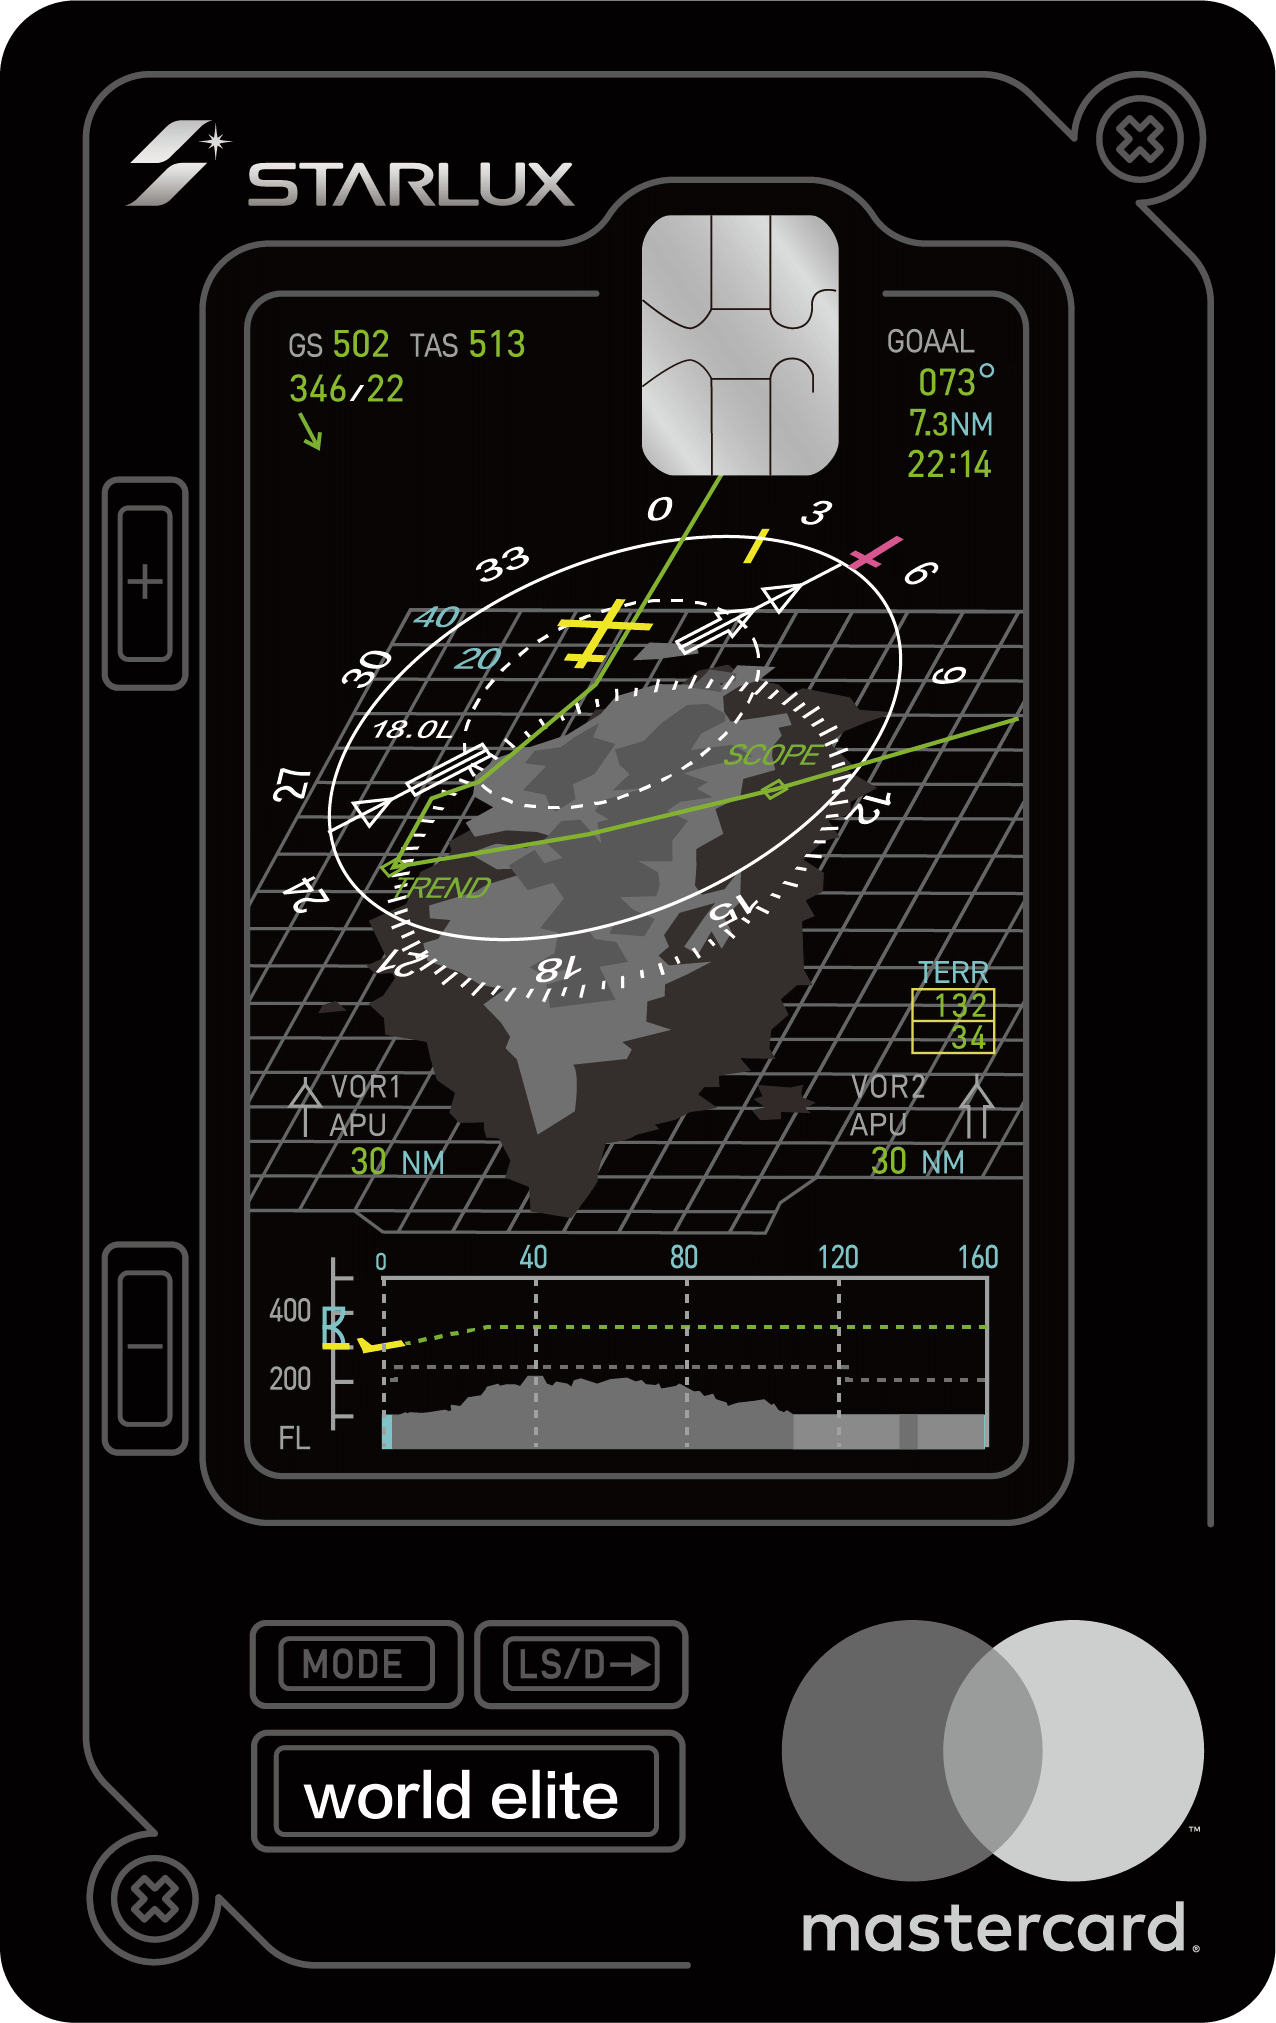 STARLUX
GS 502 TAS 513
346/22
GOAAL
073°
7.3NM
22:14
0
3
33
6
40
20
30
9
18.0L
SCOPE
27
12
TREND
24
15
21
18
TERR
132
34
VOR1
APU
30 NM
VOR2
APU
30 NM
0 40 80 120 160
400
200
FL
MODE
LS/D→
world elite
™
mastercard®